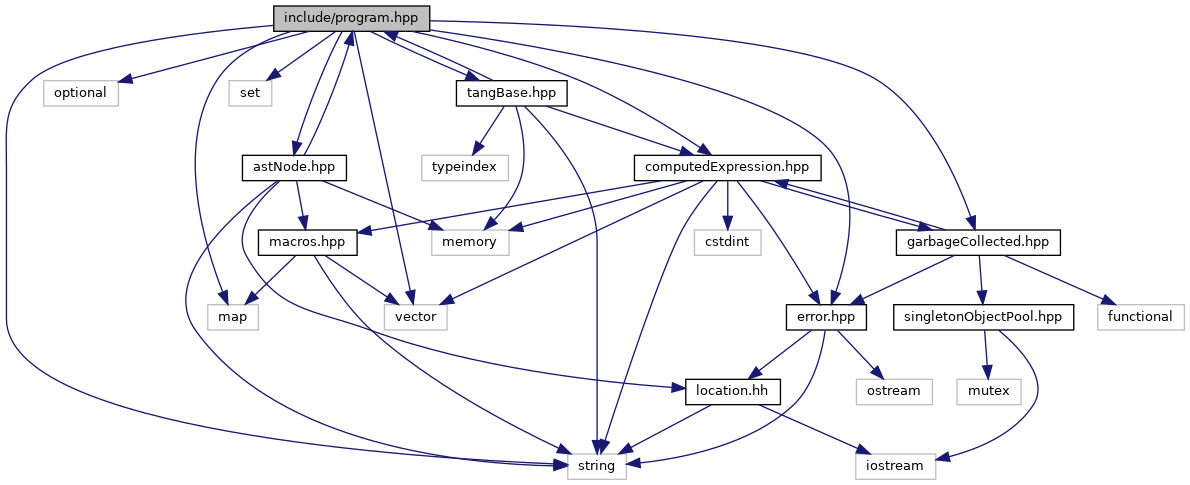 include/program.hpp
optional
set
tangBase.hpp
astNode.hpp
typeindex
computedExpression.hpp
macros.hpp
memory
cstdint
garbageCollected.hpp
map
vector
error.hpp
singletonObjectPool.hpp
functional
location.hh
ostream
mutex
string
iostream